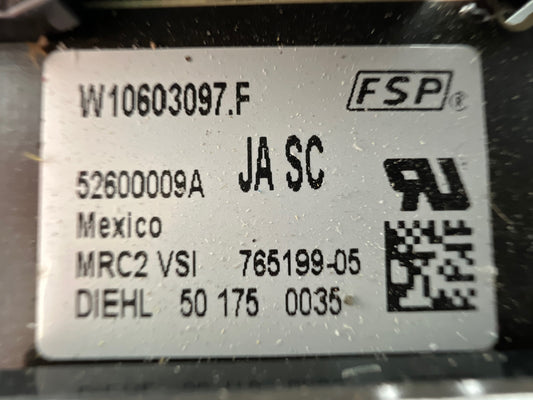 W10603097.F
FSP®
JA SC
52600009A
Mexico
MRC2 VSI 765199-05
DIEHL 50 175 0035